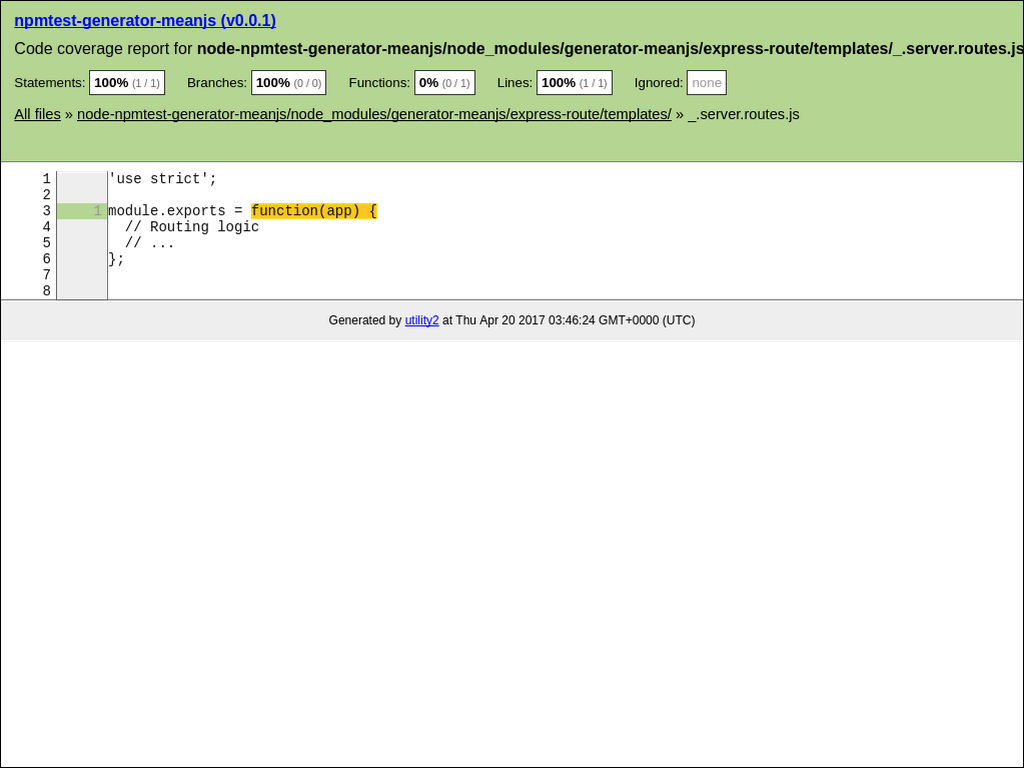 npmtest-generator-meanjs (v0.0.1)
Code coverage report for node-npmtest-generator-meanjs/node_modules/generator-meanjs/express-route/templates/_.server.routes.js
Statements: 100% (1 / 1) Branches: 100% (0 / 0) Functions: 0% (0 / 1) Lines: 100% (1 / 1) Ignored: none
All files » node-npmtest-generator-meanjs/node_modules/generator-meanjs/express-route/templates/ » _.server.routes.js
1 'use strict';
2
3 1 module.exports = function(app) {
4   // Routing logic
5   // ...
6 };
7
8
Generated by utility2 at Thu Apr 20 2017 03:46:24 GMT+0000 (UTC)